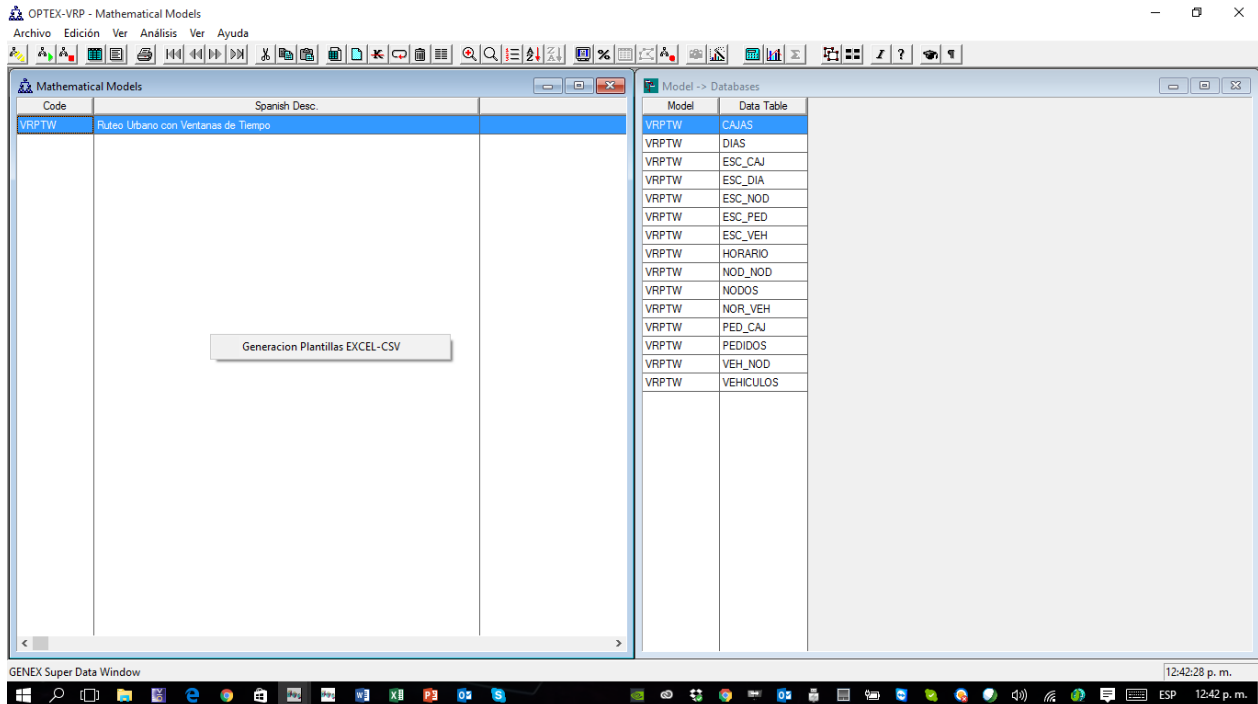 OPTEX-VRP - Mathematical Models
Archivo Edición Ver Análisis Ver Ayuda
Mathematical Models
Code Spanish Desc.
VRPTW Ruteo Urbano con Ventanas de Tiempo
Generacion Plantillas EXCEL-CSV
Model -> Databases
Model Data Table
VRPTW CAJAS
VRPTW DIAS
VRPTW ESC_CAJ
VRPTW ESC_DIA
VRPTW ESC_NOD
VRPTW ESC_PED
VRPTW ESC_VEH
VRPTW HORARIO
VRPTW NOD_NOD
VRPTW NODOS
VRPTW NOR_VEH
VRPTW PED_CAJ
VRPTW PEDIDOS
VRPTW VEH_NOD
VRPTW VEHICULOS
GENEX Super Data Window 12:42:28 p. m.
ESP 12:42 p. m.